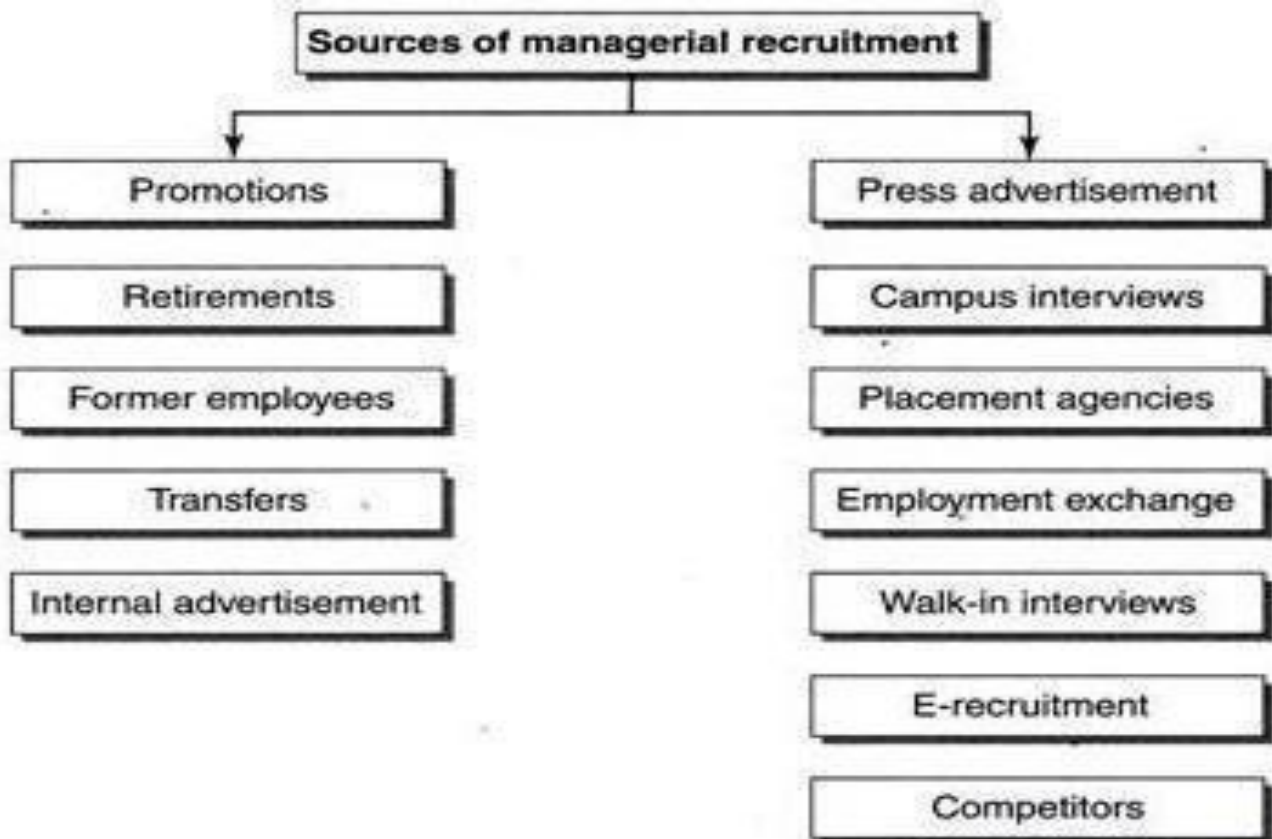 Sources of managerial recruitment
Promotions
Retirements
Former employees
Transfers
Internal advertisement
Press advertisement
Campus interviews
Placement agencies
Employment exchange
Walk-in interviews
E-recruitment
Competitors